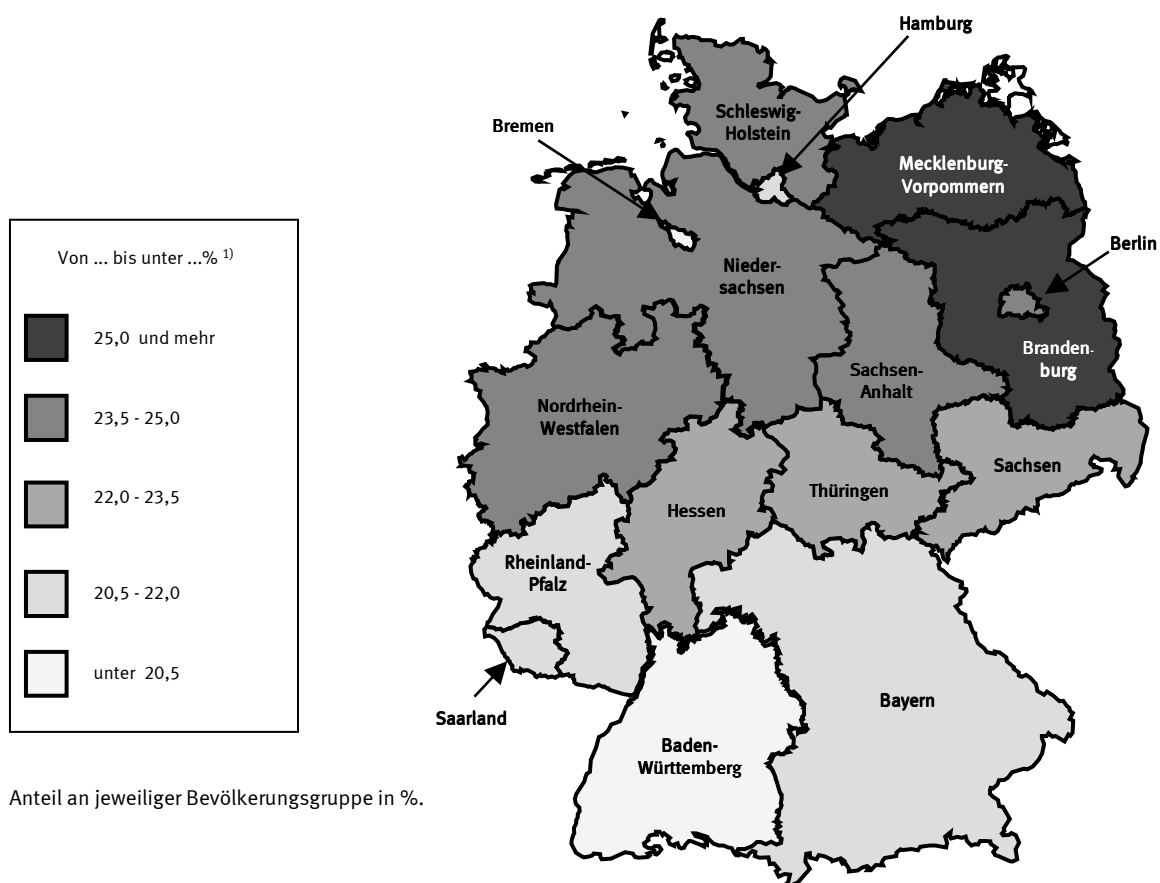 Hamburg
Schleswig-
Holstein
Bremen
Mecklenburg-
Vorpommern
Von ... bis unter ...% 1)
Berlin
Nieder-
sachsen
25,0 und mehr
Branden-
burg
Sachsen-
Anhalt
23,5 - 25,0
Nordrhein-
Westfalen
Sachsen
22,0 - 23,5
Thüringen
Hessen
Rheinland-
Pfalz
20,5 - 22,0
unter 20,5
Bayern
Saarland
Baden-
Württemberg
Anteil an jeweiliger Bevölkerungsgruppe in %.